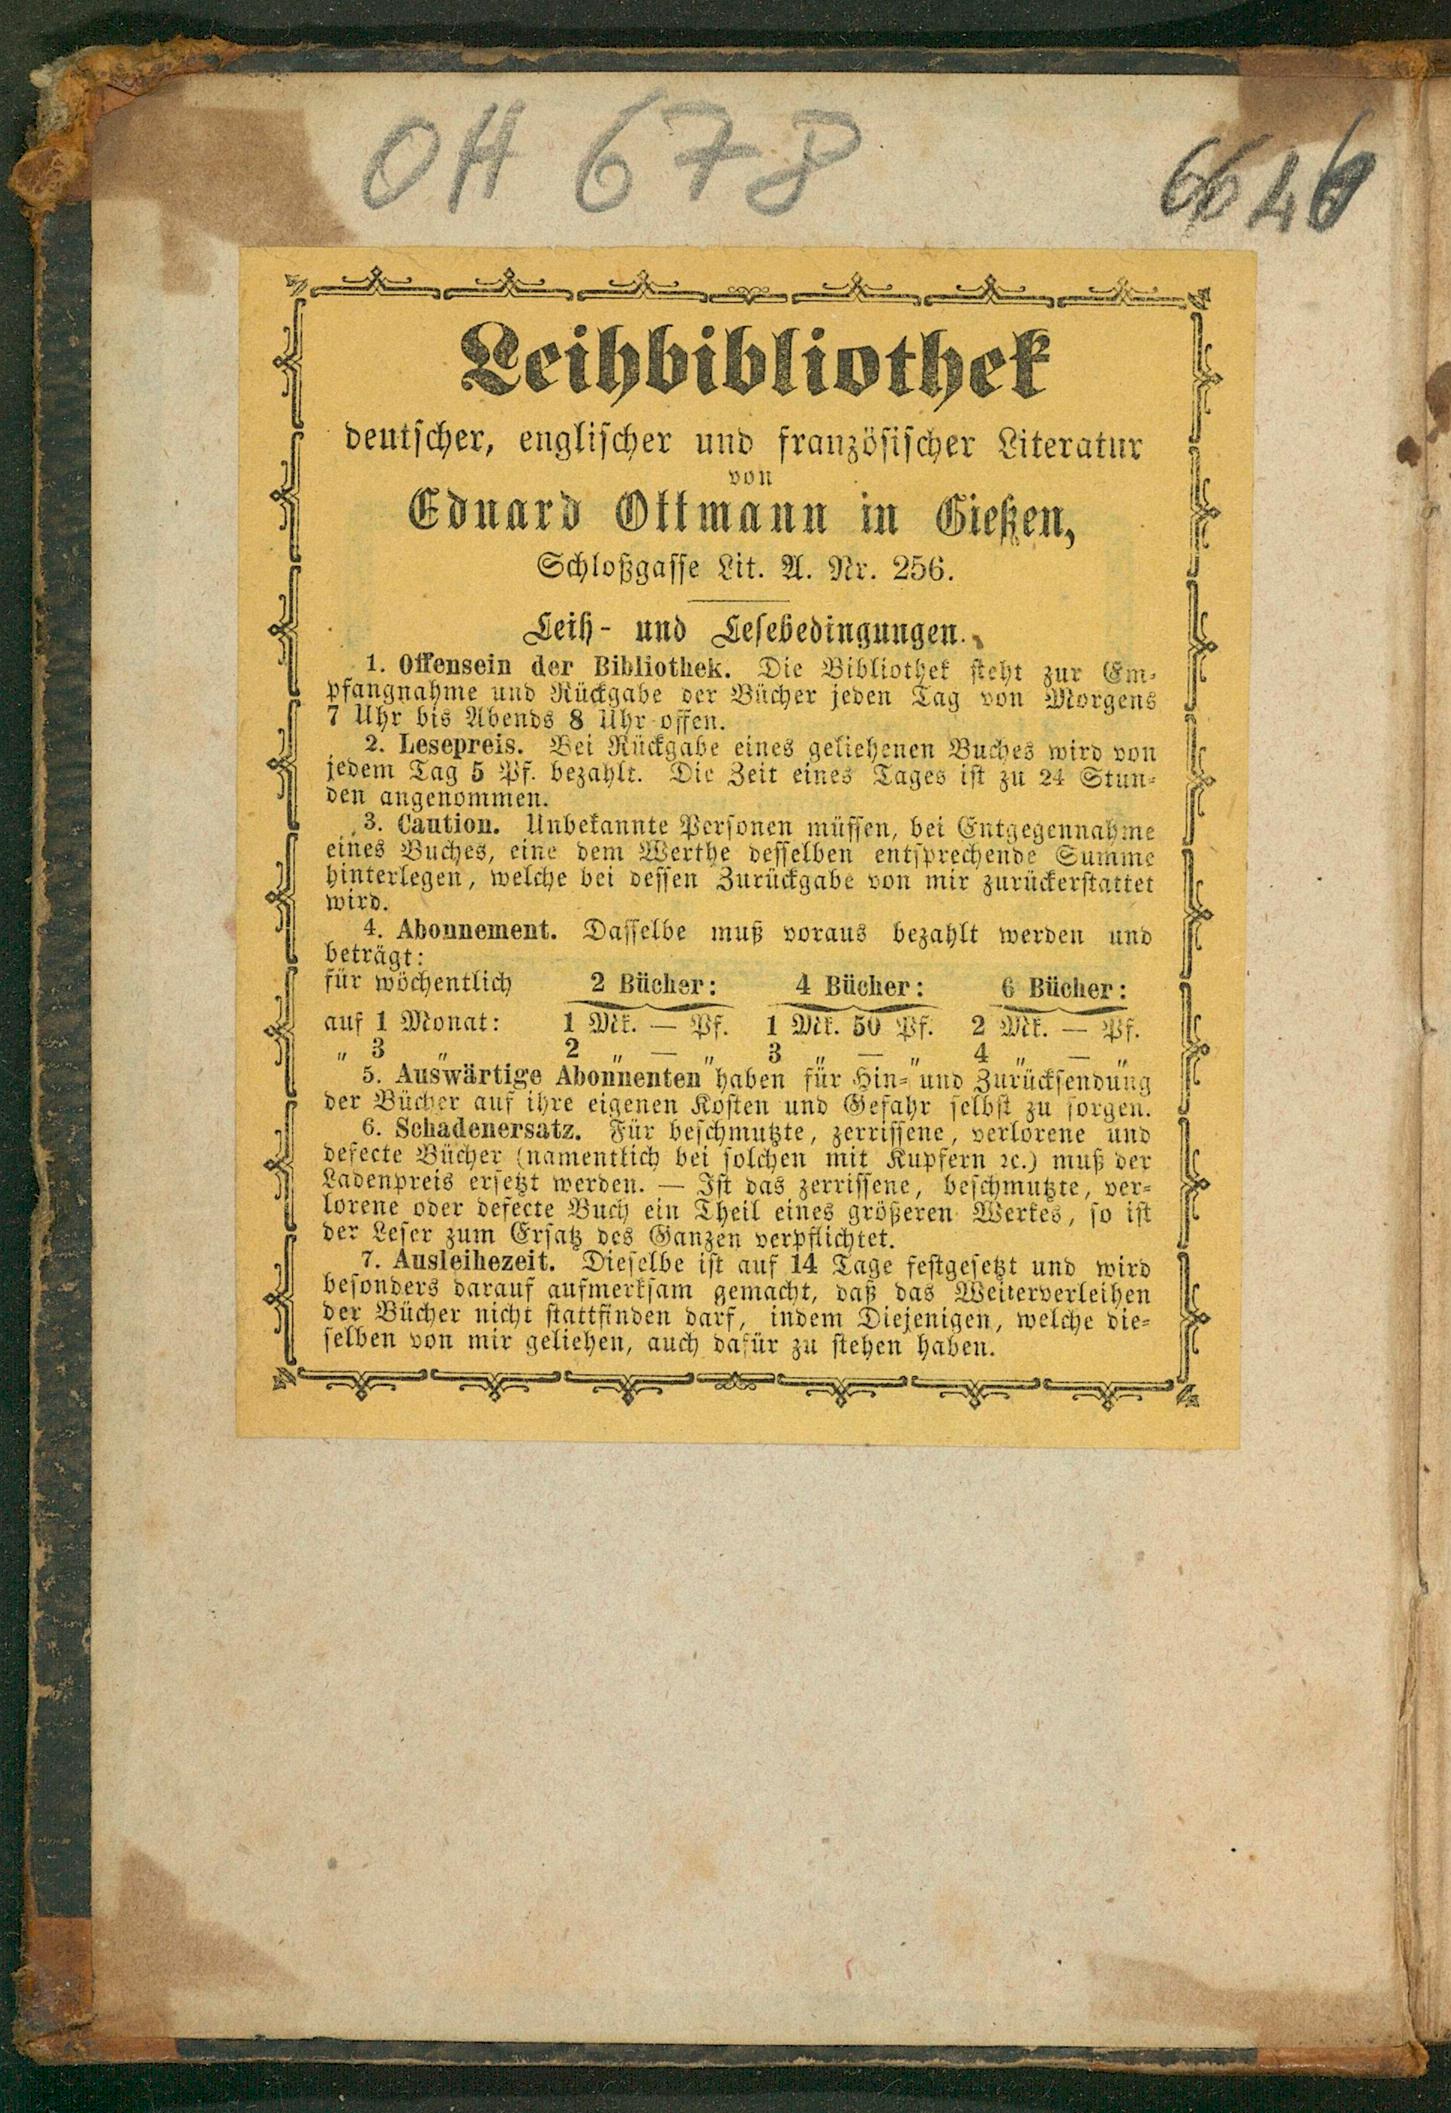 OH 678
Leihbibliothek
deutscher, englischer und französischer Literatur
von
Eduard Ottmann in Gießen,
Schloßgasse Lit. A. Nr. 256.
Leih- und Lesebedingungen.
1. Offensein der Bibliothek. Die Bibliothek steht zur Em-
pfangnahme und Rückgabe der Bücher jeden Tag von Morgens
7 Uhr bis Abends 8 Uhr offen.
2. Lesepreis. Bei Rückgabe eines geliehenen Buches wird von
jedem Tag 5 Pf. bezahlt. Die Zeit eines Tages ist zu 24 Stun-
den angenommen.
3. Caution. Unbekannte Personen müssen, bei Entgegennahme
eines Buches, eine dem Werthe desselben entsprechende Summe
hinterlegen, welche bei dessen Zurückgabe von mir zurückerstattet
wird.
4. Abonnement. Dasselbe muß voraus bezahlt werden und
beträgt:
für wöchentlich 2 Bücher: 4 Bücher: 6 Bücher:
auf 1 Monat: 1 Mk. — Pf. 1 Mk. 50 Pf. 2 Mk. — Pf.
„ 3 „ 2 „ — „ 3 „ — „ 4 „ — „
5. Auswärtige Abonnenten haben für Hin- und Zurücksendung
der Bücher auf ihre eigenen Kosten und Gefahr selbst zu sorgen.
6. Schadenersatz. Für beschmutzte, zerrissene, verlorene und
defecte Bücher (namentlich bei solchen mit Kupfern ꝛc.) muß der
Ladenpreis ersetzt werden. — Ist das zerrissene, beschmutzte, ver-
lorene oder defecte Buch ein Theil eines größeren Werkes, so ist
der Leser zum Ersatz des Ganzen verpflichtet.
7. Ausleihezeit. Dieselbe ist auf 14 Tage festgesetzt und wird
besonders darauf aufmerksam gemacht, daß das Weiterverleihen
der Bücher nicht stattfinden darf, indem Diejenigen, welche die-
selben von mir geliehen, auch dafür zu stehen haben.